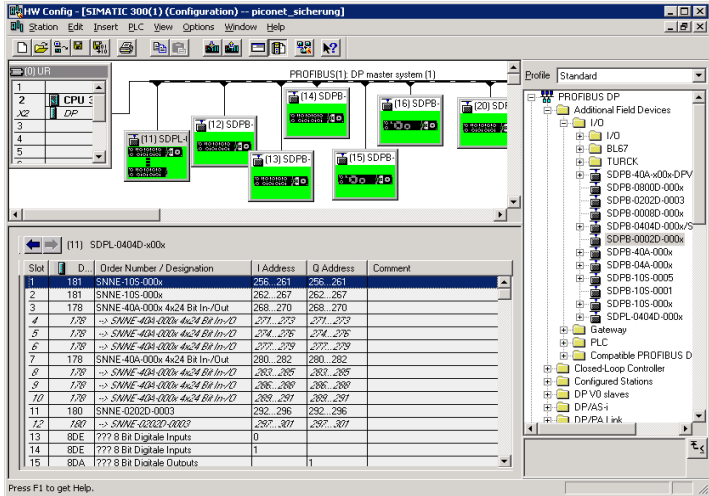 HW Config - [SIMATIC 300(1) (Configuration) -- piconet_sicherung]
Station Edit Insert PLC View Options Window Help
(0) UR
1
2 CPU 3
X2 DP
3
4
5
PROFIBUS(1): DP master system (1)
(14) SDPB-
(16) SDPB-
(20) SDF
(12) SDPB-
(11) SDPL-
(13) SDPB-
(15) SDPB-
(11) SDPL-0404D-x00x
Slot D... Order Number / Designation I Address Q Address Comment
1 181 SNNE-10S-000x 256...261 256...261
2 181 SNNE-10S-000x 262...267 262...267
3 178 SNNE-40A-000x 4x24 Bit In-/Out 268...270 268...270
4 178 --> SNNE-40A-000x 4x24 Bit In-/O 271...273 271...273
5 178 --> SNNE-40A-000x 4x24 Bit In-/O 274...276 274...276
6 178 --> SNNE-40A-000x 4x24 Bit In-/O 277...279 277...279
7 178 SNNE-40A-000x 4x24 Bit In-/Out 280...282 280...282
8 178 --> SNNE-40A-000x 4x24 Bit In-/O 283...285 283...285
9 178 --> SNNE-40A-000x 4x24 Bit In-/O 286...288 286...288
10 178 --> SNNE-40A-000x 4x24 Bit In-/O 289...291 289...291
11 180 SNNE-0202D-0003 292...296 292...296
12 180 --> SNNE-0202D-0003 297...301 297...301
13 8DE ??? 8 Bit Digitale Inputs 0
14 8DE ??? 8 Bit Digitale Inputs 1
15 8DA ??? 8 Bit Digitale Outputs 1
Profile Standard
PROFIBUS DP
Additional Field Devices
I/O
I/O
BL67
TURCK
SDPB-40A-x00x-DPV
SDPB-0800D-000x
SDPB-0202D-0003
SDPB-0008D-000x
SDPB-0404D-000x/S
SDPB-0002D-000x
SDPB-40A-000x
SDPB-04A-000x
SDPB-10S-0005
SDPB-10S-0001
SDPB-10S-000x
SDPL-0404D-000x
Gateway
PLC
Compatible PROFIBUS D
Closed-Loop Controller
Configured Stations
DP V0 slaves
DP/AS-i
DP/PA Link
Press F1 to get Help.